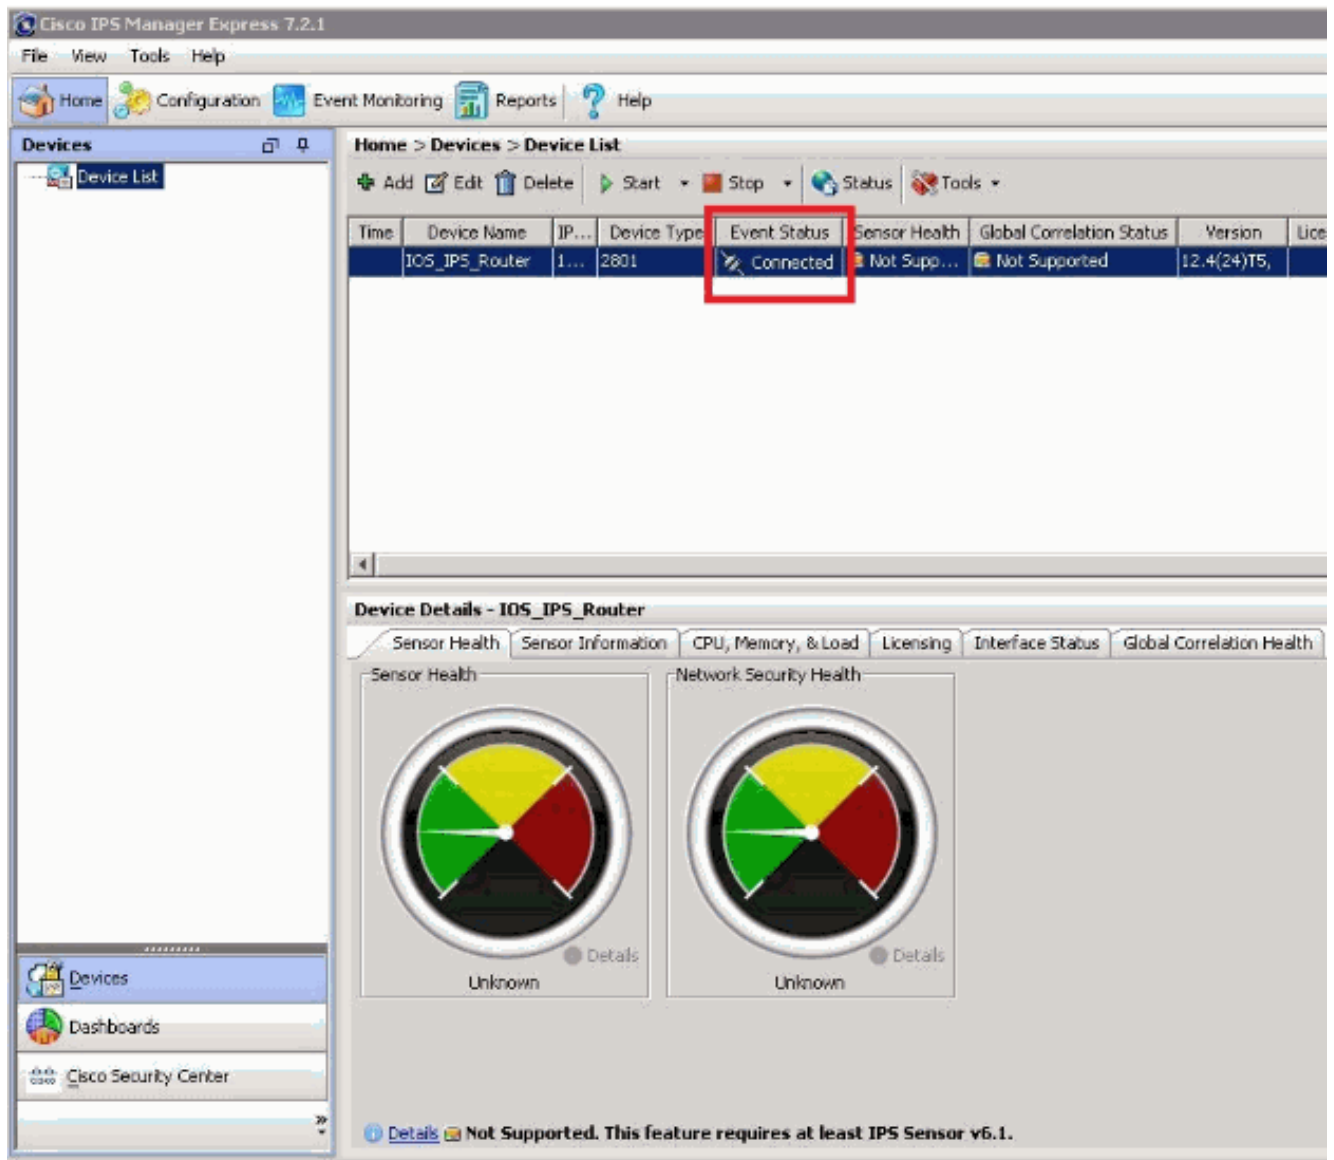 Cisco IPS Manager Express 7.2.1
File View Tools Help
Home Configuration Event Monitoring Reports Help
Devices
Device List
Home > Devices > Device List
Add Edit Delete Start Stop Status Tools
Time Device Name IP... Device Type Event Status Sensor Health Global Correlation Status Version Lice
IOS_IPS_Router 1... 2801 Connected Not Supp... Not Supported 12.4(24)T5,
Device Details - IOS_IPS_Router
Sensor Health Sensor Information CPU, Memory, & Load Licensing Interface Status Global Correlation Health
Sensor Health Network Security Health
Details Details
Unknown Unknown
Devices
Dashboards
Cisco Security Center
Details Not Supported. This feature requires at least IPS Sensor v6.1.